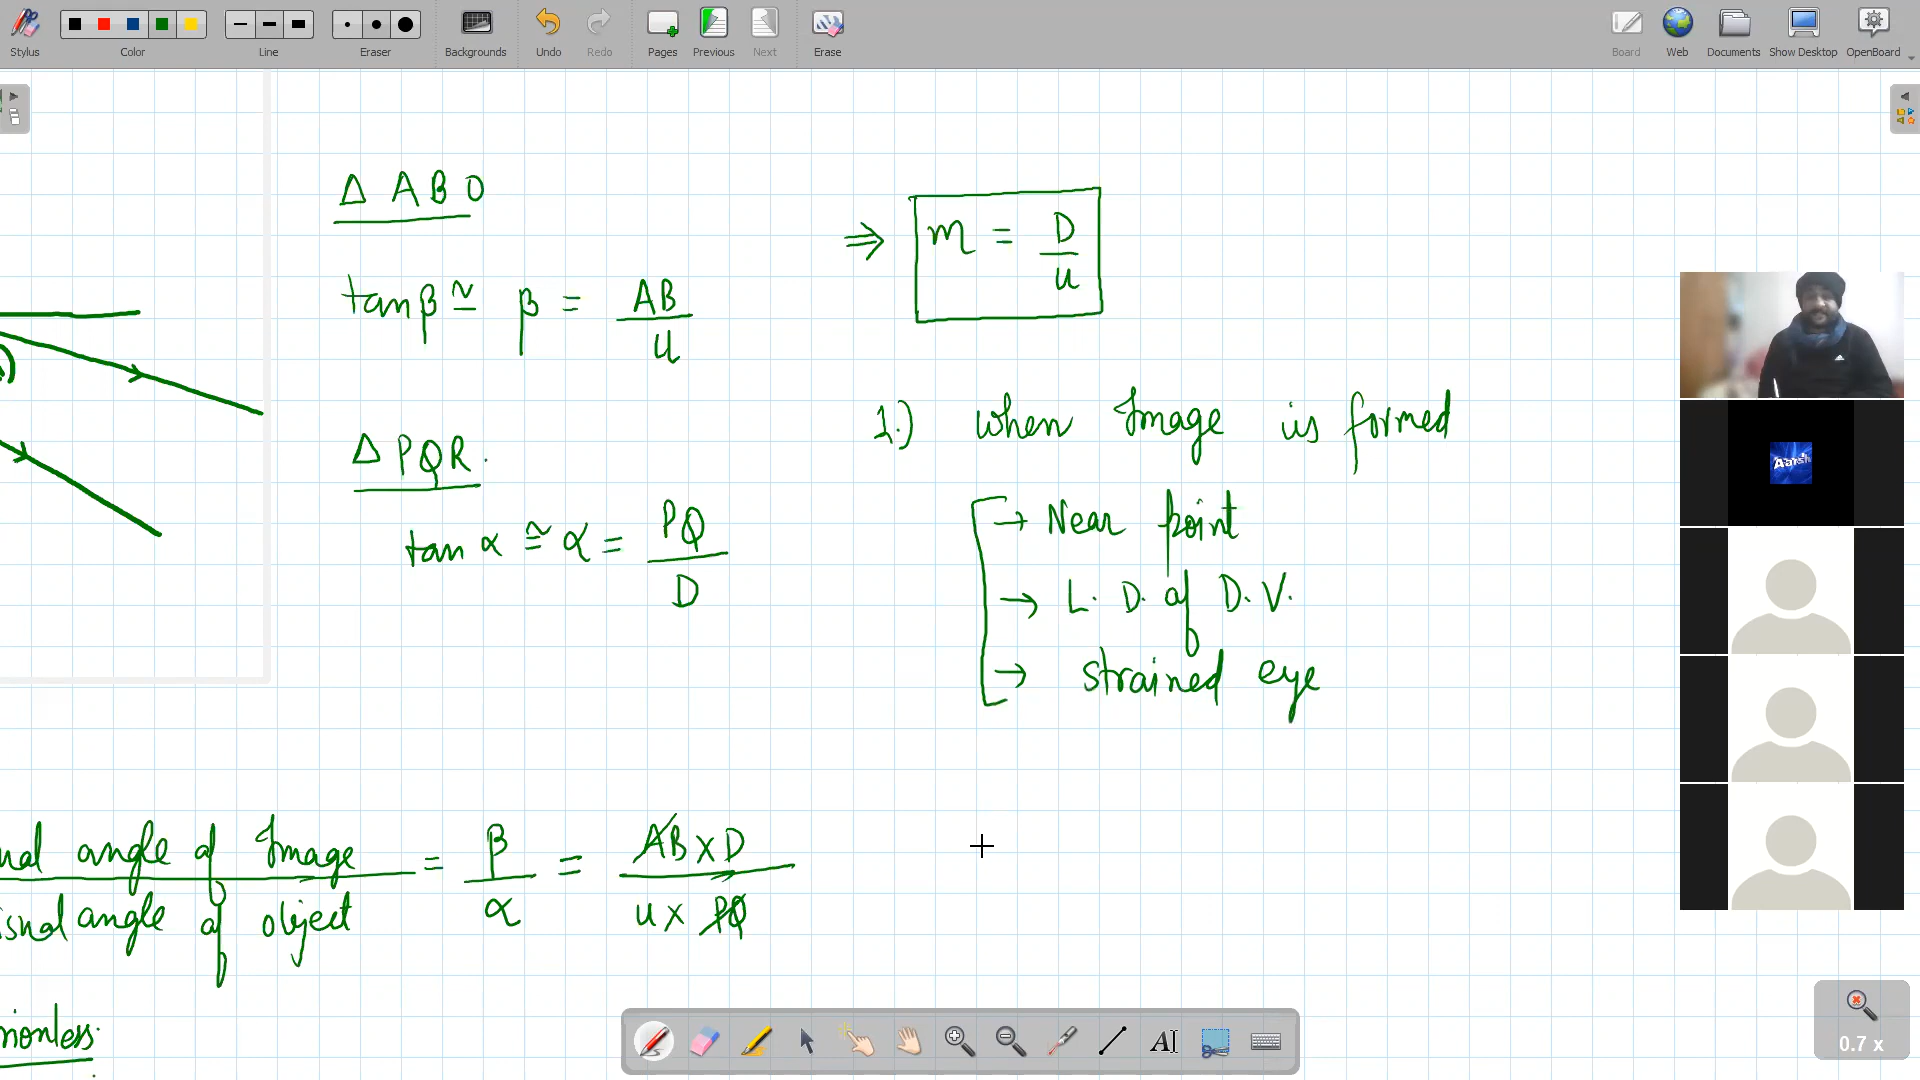 Stylus Color Line Eraser Backgrounds Undo Redo Pages Previous Next Erase Board Web Documents Show Desktop OpenBoard
Δ ABO
tanβ ≅ β = AB / u
Δ PQR.
tan α ≅ α = PQ / D
angle of Image / angle of object = β / α = AB x D / u x PQ
⇒ m = D / u
1.) when Image is formed
→ Near point
→ L. D. of D. V.
→ strained eye
Aarsh
0.7 x